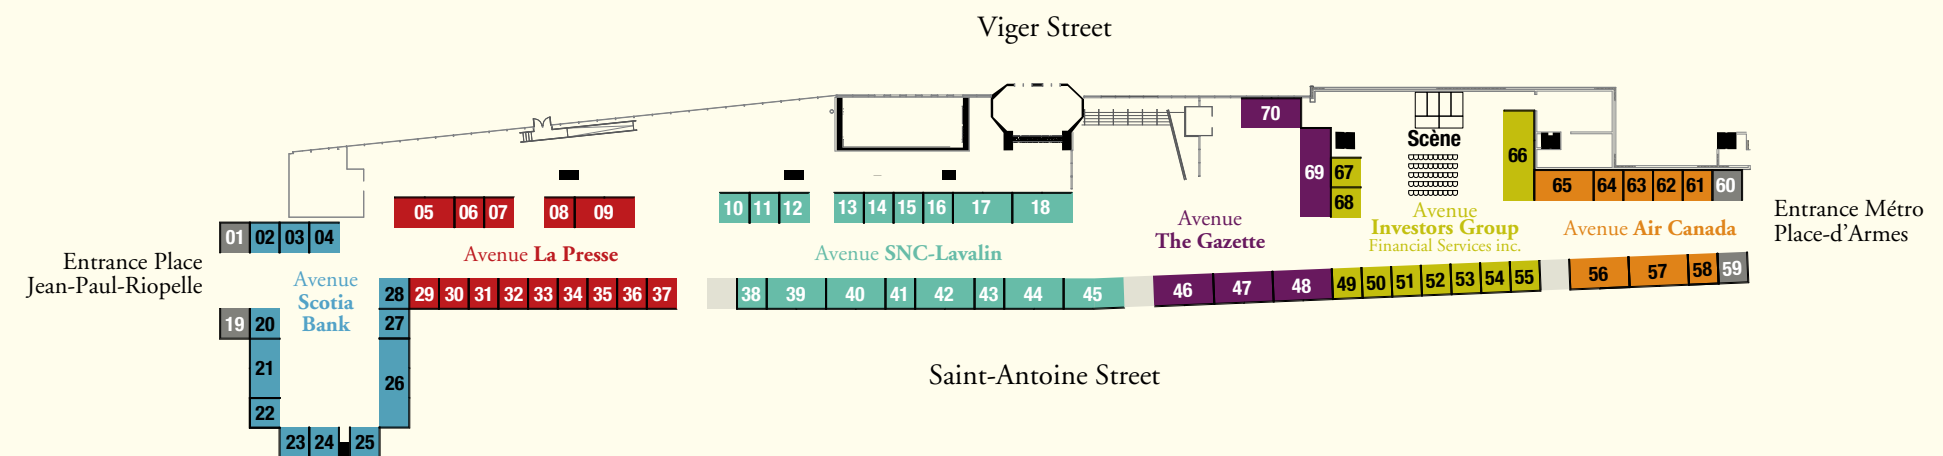 Viger Street
70
Scène
66
69
67
68
65 64 63 62 61 60
05 06 07 08 09
10 11 12 13 14 15 16 17 18
01 02 03 04
Entrance Place
Jean-Paul-Riopelle
Avenue
Scotia
Bank
Avenue La Presse
Avenue SNC-Lavalin
Avenue
The Gazette
Avenue
Investors Group
Financial Services inc.
Avenue Air Canada
Entrance Métro
Place-d’Armes
28 29 30 31 32 33 34 35 36 37
38 39 40 41 42 43 44 45
46 47 48 49 50 51 52 53 54 55
56 57 58 59
19 20
27
21
26
22
23 24 25
Saint-Antoine Street